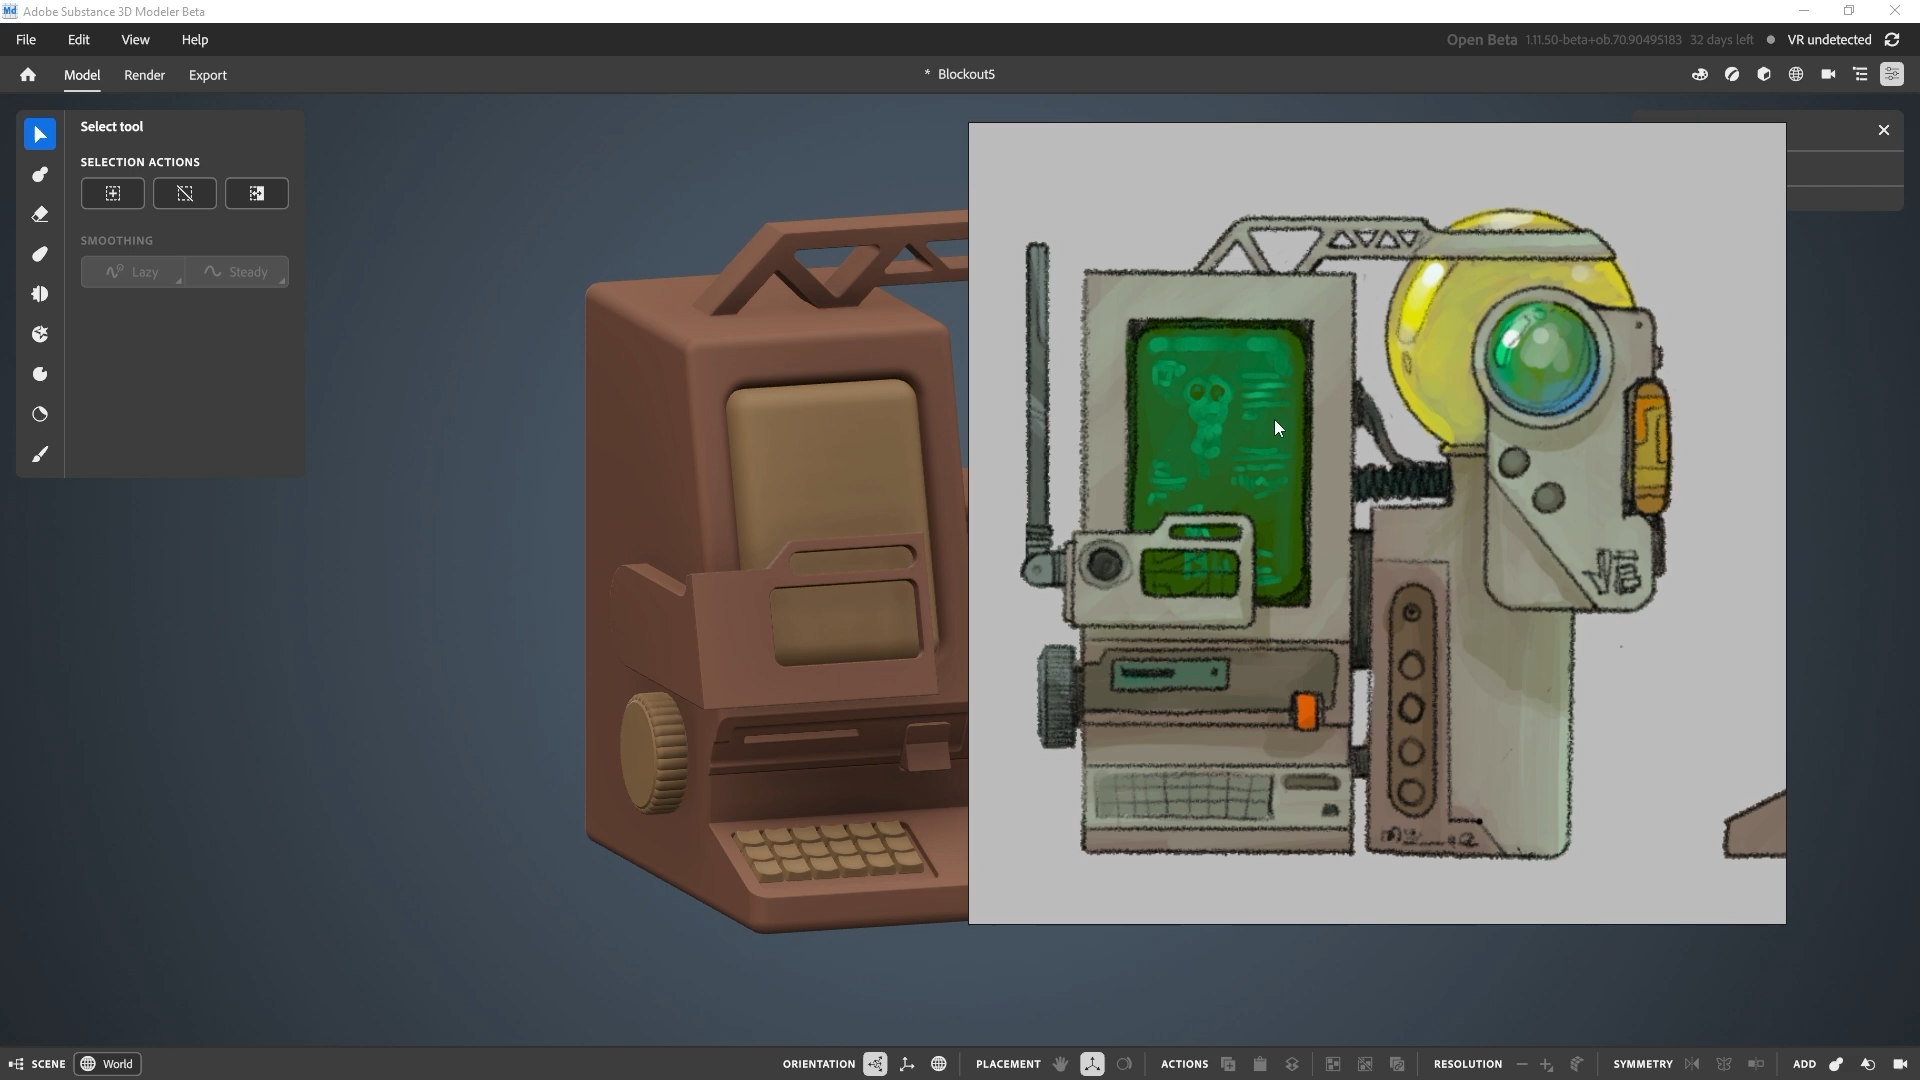 Md Adobe Substance 3D Modeler Beta
File Edit View Help
Open Beta 1.11.50-beta+ob.70.90495183 32 days left VR undetected
Model Render Export
* Blockout5
Select tool
SELECTION ACTIONS
SMOOTHING
Lazy Steady
SCENE World ORIENTATION PLACEMENT ACTIONS RESOLUTION SYMMETRY ADD